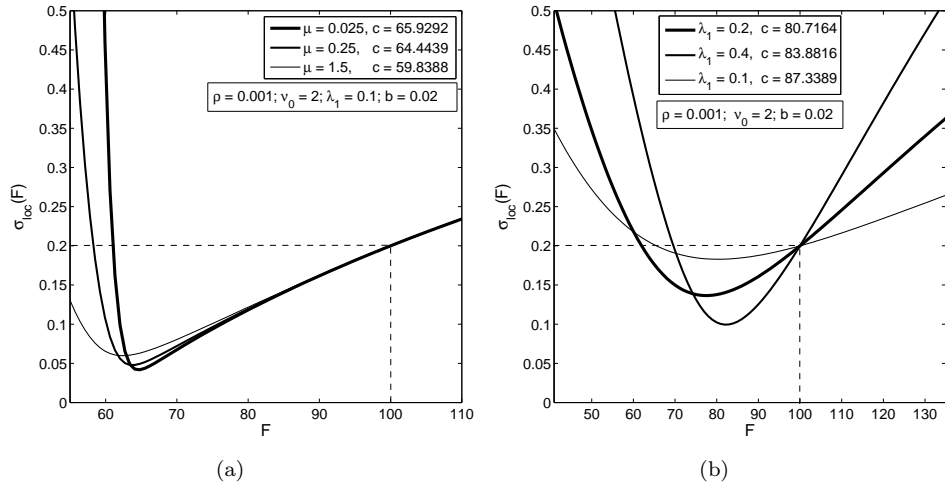 0.5
0.45
0.4
0.35
0.3
0.25
0.2
0.15
0.1
0.05
0
σloc(F)
μ = 0.025, c = 65.9292
μ = 0.25, c = 64.4439
μ = 1.5, c = 59.8388
ρ = 0.001; ν0 = 2; λ1 = 0.1; b = 0.02
60 70 80 90 100 110
F
(a)
0.5
0.45
0.4
0.35
0.3
0.25
0.2
0.15
0.1
0.05
0
σloc(F)
λ1 = 0.2, c = 80.7164
λ1 = 0.4, c = 83.8816
λ1 = 0.1, c = 87.3389
ρ = 0.001; ν0 = 2; b = 0.02
50 60 70 80 90 100 110 120 130
F
(b)